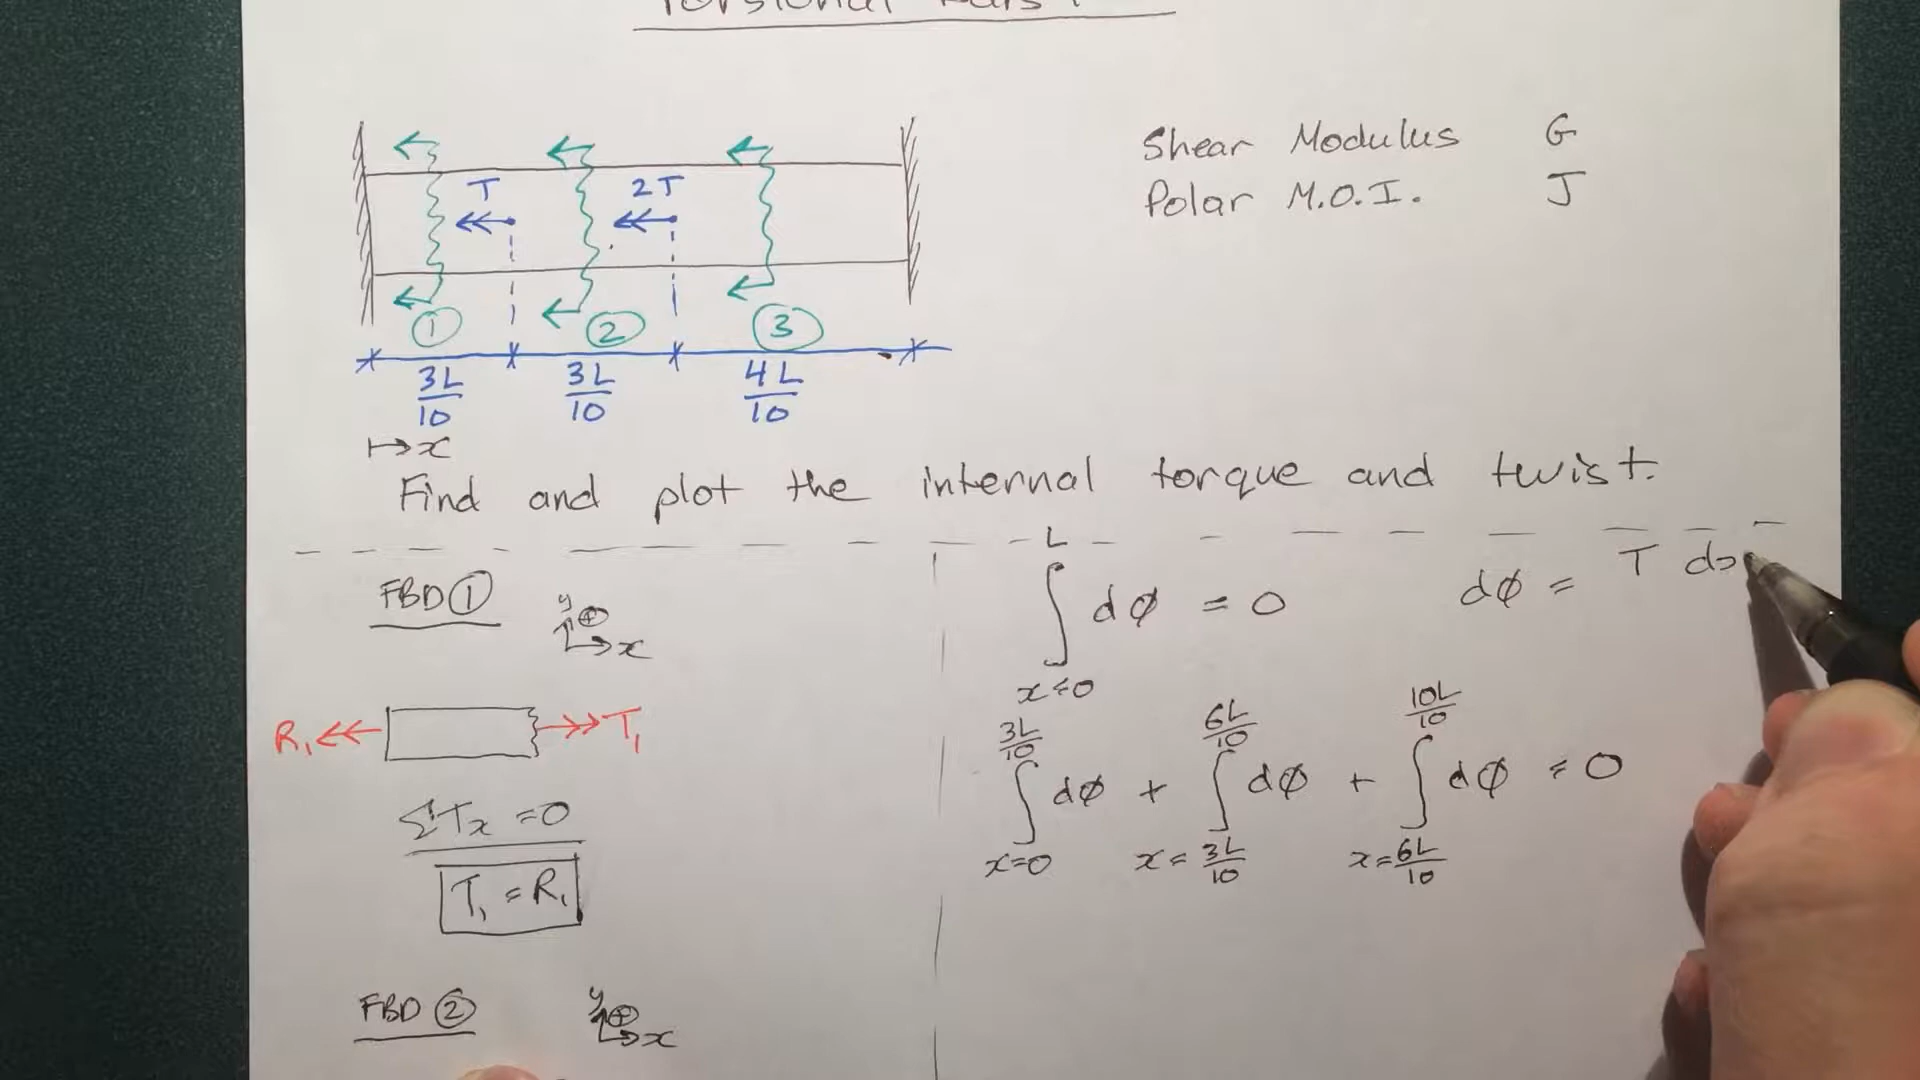 Torsional
Shear Modulus G
Polar M.O.I. J
T 2T
1 2 3
3L/10 3L/10 4L/10
x
Find and plot the internal torque and twist.
FBD 1
y + x
R₁ T₁
ΣTx = 0
T₁ = R₁
FBD 2
y + x
∫ L x=0 dφ = 0
dφ = T d
∫ 3L/10 x=0 dφ + ∫ 6L/10 x=3L/10 dφ + ∫ 10L/10 x=6L/10 dφ = 0